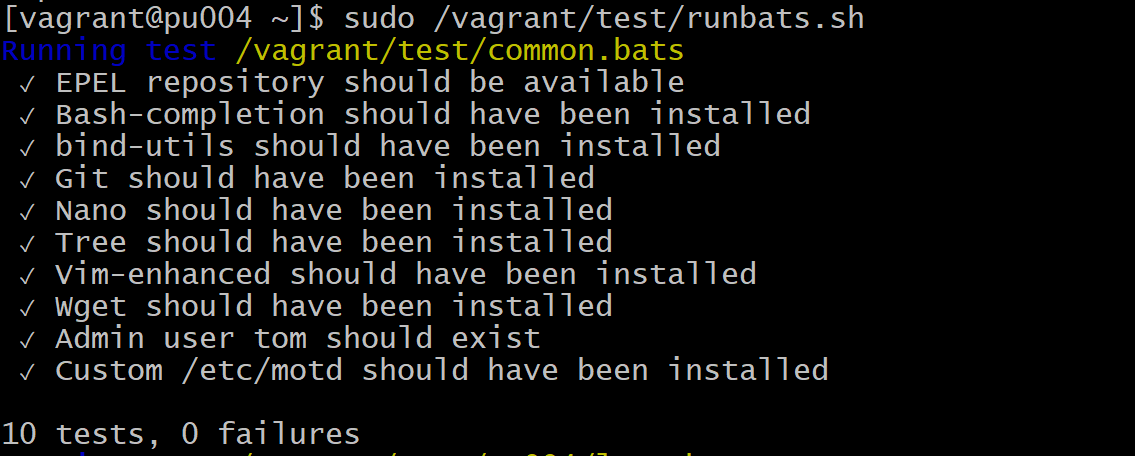 [vagrant@pu004 ~]$ sudo /vagrant/test/runbats.sh
Running test /vagrant/test/common.bats
✓ EPEL repository should be available
✓ Bash-completion should have been installed
✓ bind-utils should have been installed
✓ Git should have been installed
✓ Nano should have been installed
✓ Tree should have been installed
✓ Vim-enhanced should have been installed
✓ Wget should have been installed
✓ Admin user tom should exist
✓ Custom /etc/motd should have been installed
10 tests, 0 failures